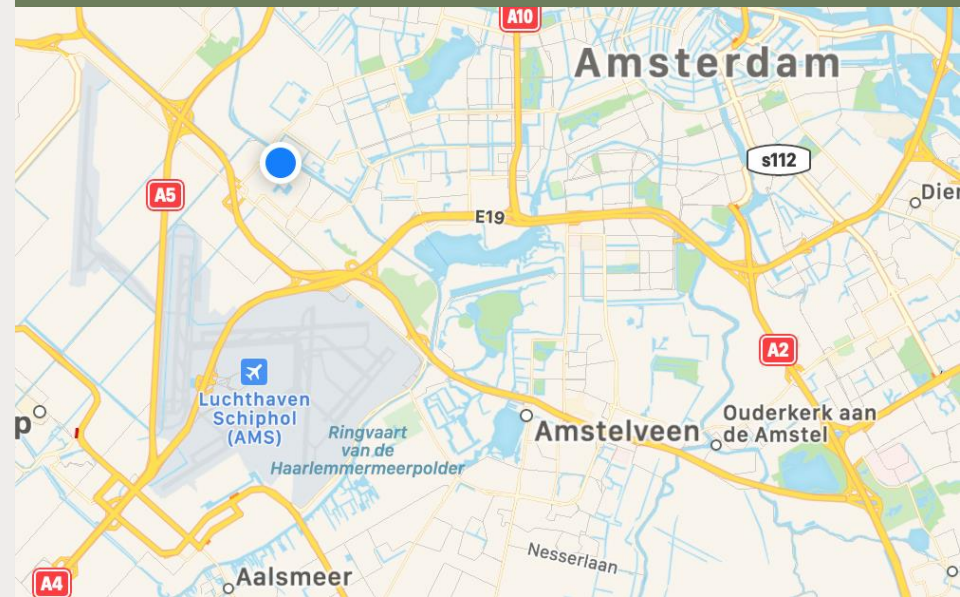 A10
Amsterdam
s112
A5
Dier
E19
A2
Luchthaven
Schiphol
(AMS)
Ringvaart
van de
Haarlemmermeerpolder
p
Amstelveen
Ouderkerk aan
de Amstel
Nesserlaan
Aalsmeer
A4